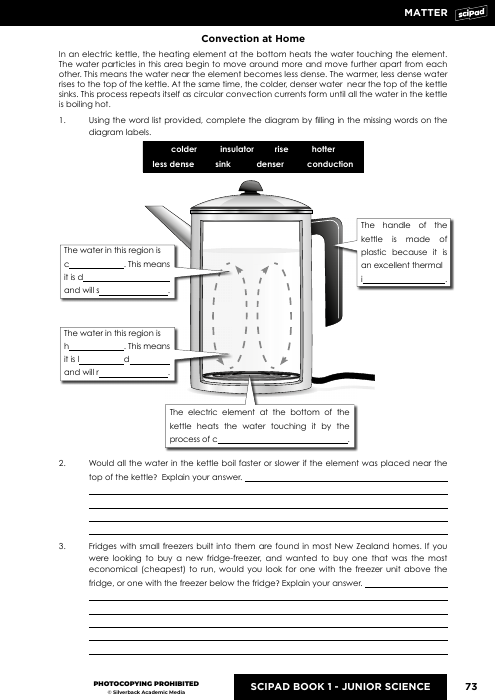 MATTER scipad
Convection at Home
In an electric kettle, the heating element at the bottom heats the water touching the element.
The water particles in this area begin to move around more and move further apart from each
other. This means the water near the element becomes less dense. The warmer, less dense water
rises to the top of the kettle. At the same time, the colder, denser water near the top of the kettle
sinks. This process repeats itself as circular convection currents form until all the water in the kettle
is boiling hot.
1. Using the word list provided, complete the diagram by filling in the missing words on the
diagram labels.
colder insulator rise hotter
less dense sink denser conduction
The handle of the
kettle is made of
plastic because it is
an excellent thermal
i____________.
The water in this region is
c____________. This means
it is d____________
and will s____________.
The water in this region is
h____________. This means
it is l________d________
and will r____________.
The electric element at the bottom of the
kettle heats the water touching it by the
process of c____________.
2. Would all the water in the kettle boil faster or slower if the element was placed near the
top of the kettle? Explain your answer.
3. Fridges with small freezers built into them are found in most New Zealand homes. If you
were looking to buy a new fridge-freezer, and wanted to buy one that was the most
economical (cheapest) to run, would you look for one with the freezer unit above the
fridge, or one with the freezer below the fridge? Explain your answer.
PHOTOCOPYING PROHIBITED
© Silverback Academic Media
SCIPAD BOOK 1 - JUNIOR SCIENCE 73